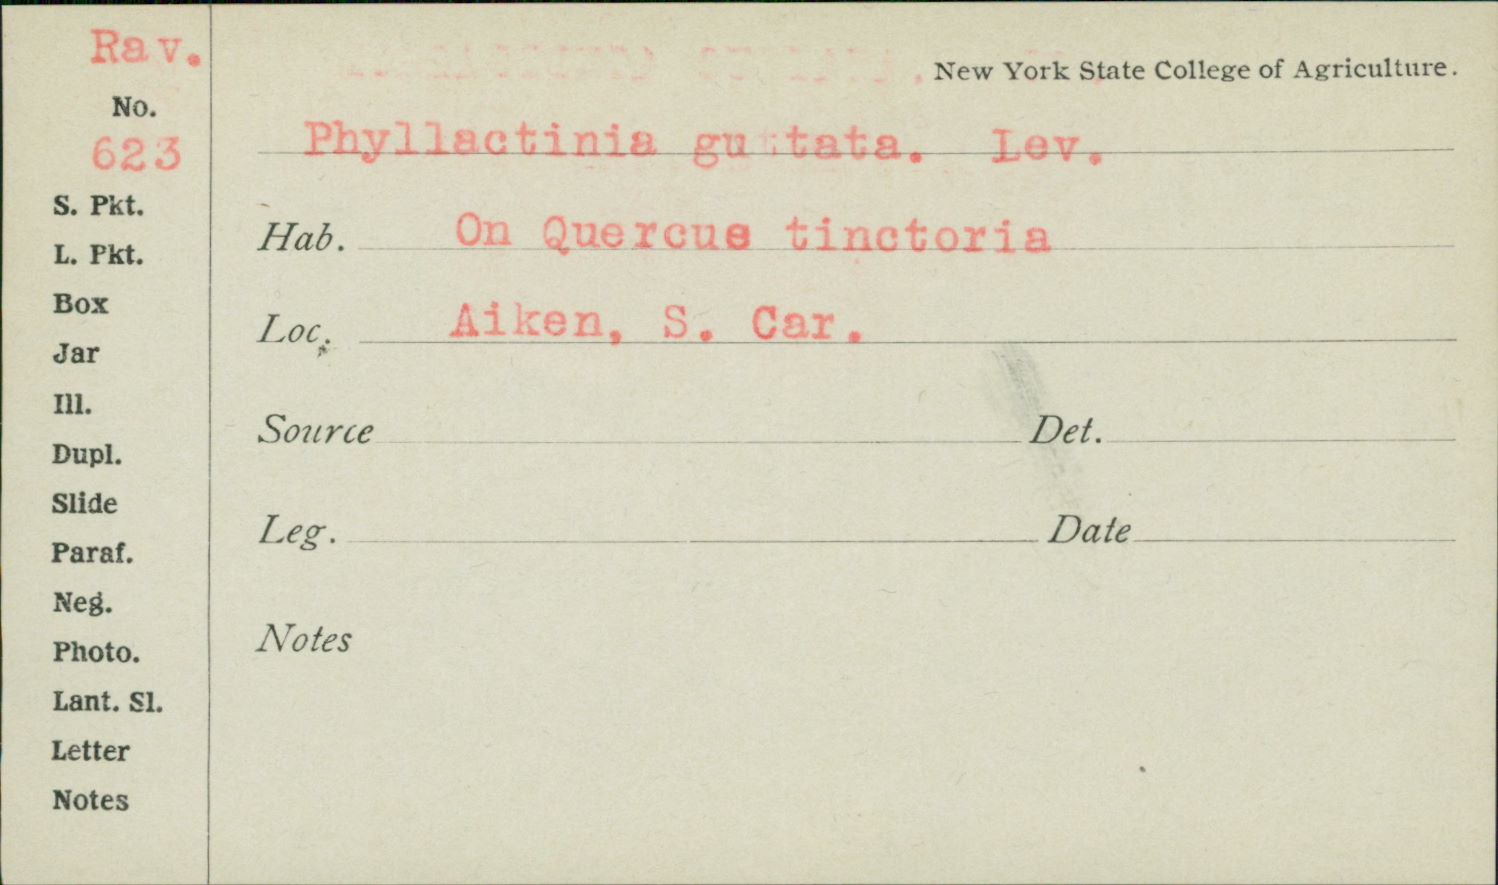 Rav.
New York State College of Agriculture.
No.
623
Phyllactinia guttata. Lev.
S. Pkt.
Hab. On Quercus tinctoria
L. Pkt.
Box
Loc. Aiken, S. Car.
Jar
Ill.
Source Det.
Dupl.
Slide
Leg. Date
Paraf.
Neg.
Notes
Photo.
Lant. Sl.
Letter
Notes